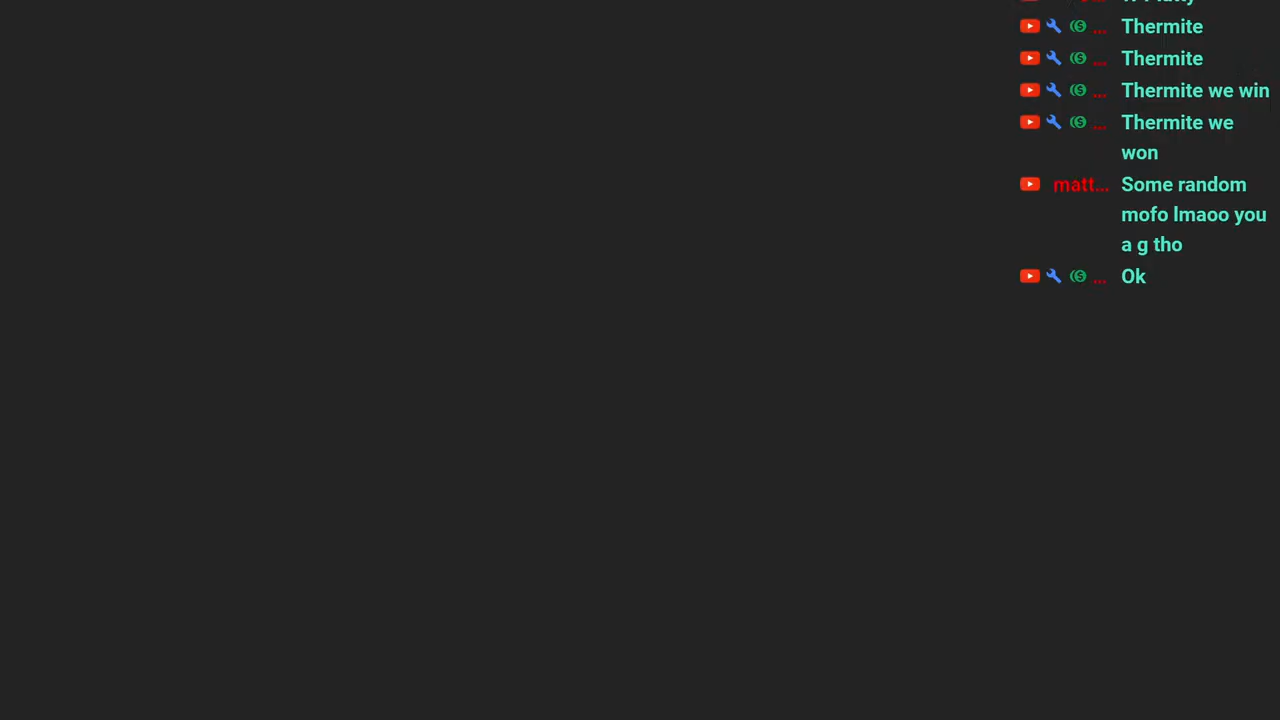 ... Thermite
... Thermite
... Thermite we win
... Thermite we
won
matt... Some random
mofo lmaoo you
a g tho
... Ok